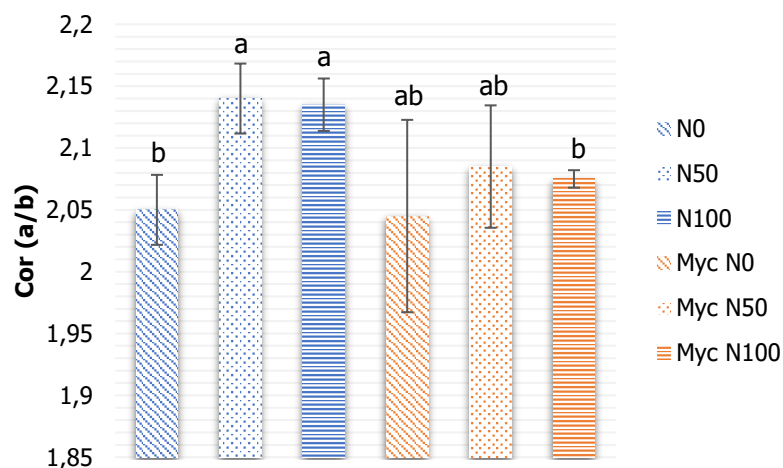 2,2
2,15
2,1
2,05
2
1,95
1,9
1,85
Cor (a/b)
b
a
a
ab
ab
b
N0
N50
N100
Myc N0
Myc N50
Myc N100